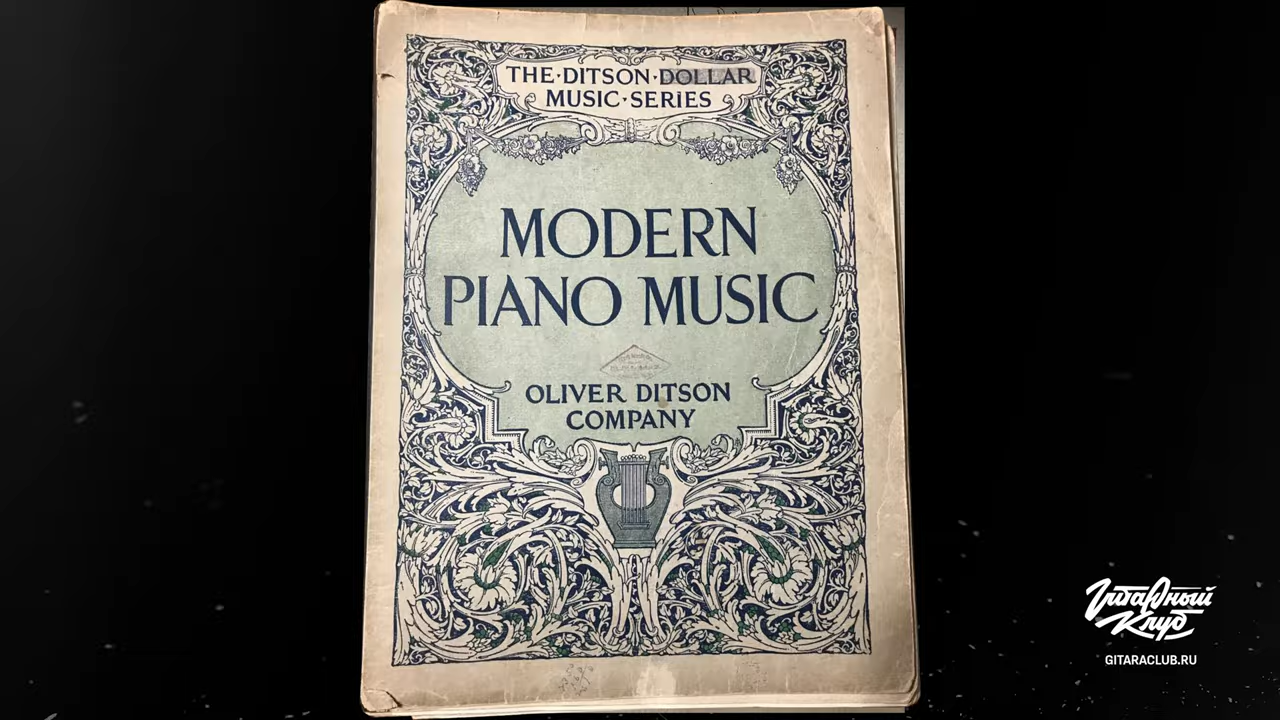 THE·DITSON·DOLLAR
MUSIC·SERIES
MODERN
PIANO MUSIC
OLIVER DITSON
COMPANY
Гитарный
Клуб
GITARACLUB.RU